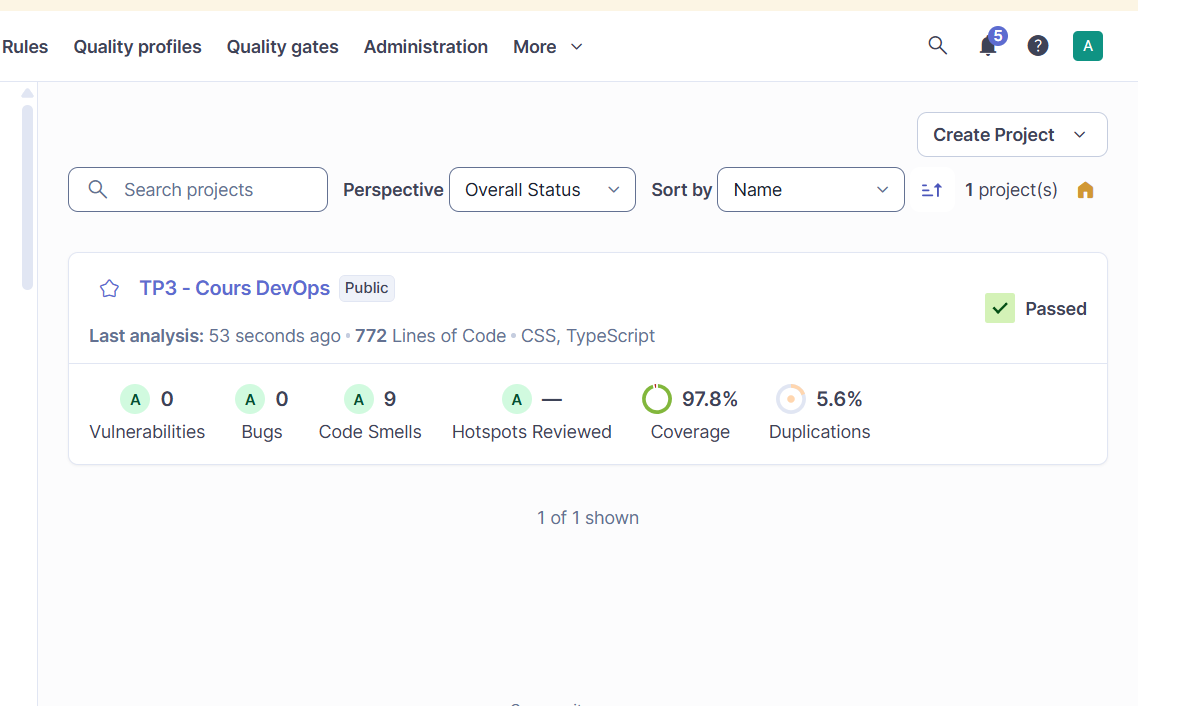 Rules Quality profiles Quality gates Administration More 5 ? A
Create Project
Search projects Perspective Overall Status Sort by Name 1 project(s)
TP3 - Cours DevOps Public
Passed
Last analysis: 53 seconds ago • 772 Lines of Code • CSS, TypeScript
A 0 A 0 A 9 A — 97.8% 5.6%
Vulnerabilities Bugs Code Smells Hotspots Reviewed Coverage Duplications
1 of 1 shown